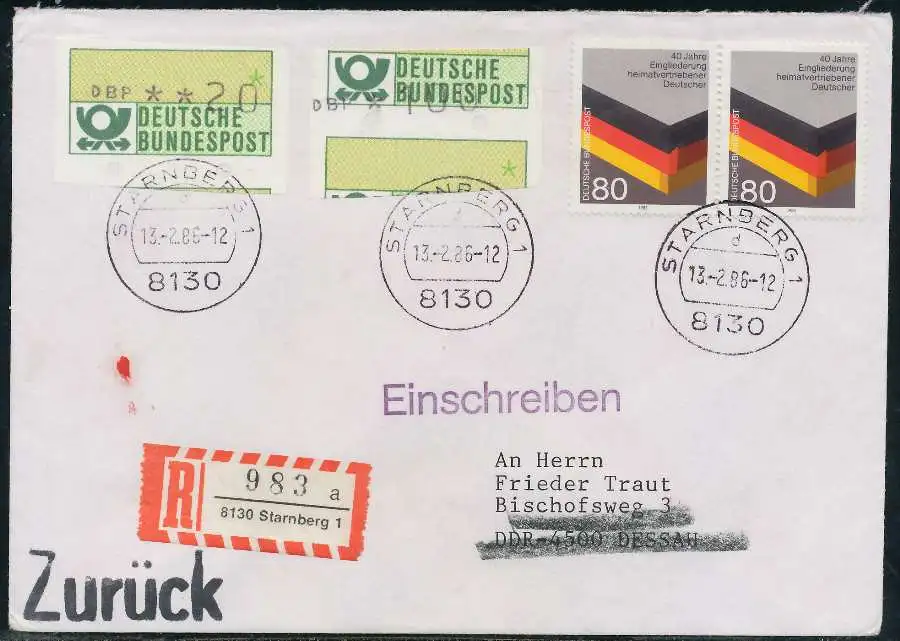 DBP **20
DEUTSCHE
BUNDESPOST
DEUTSCHE
BUNDESPOST
DBP *100
40 Jahre
Eingliederung
heimatvertriebener
Deutscher
DEUTSCHE BUNDESPOST
80
40 Jahre
Eingliederung
heimatvertriebener
Deutscher
DEUTSCHE BUNDESPOST
80
STARNBERG 1
13.-2.86-12
8130
STARNBERG 1
13.-2.86-12
8130
STARNBERG 1
d
13.-2.86-12
8130
Einschreiben
R
983 a
8130 Starnberg 1
An Herrn
Frieder Traut
Bischofsweg 3
DDR-4500 DESSAU
Zurück